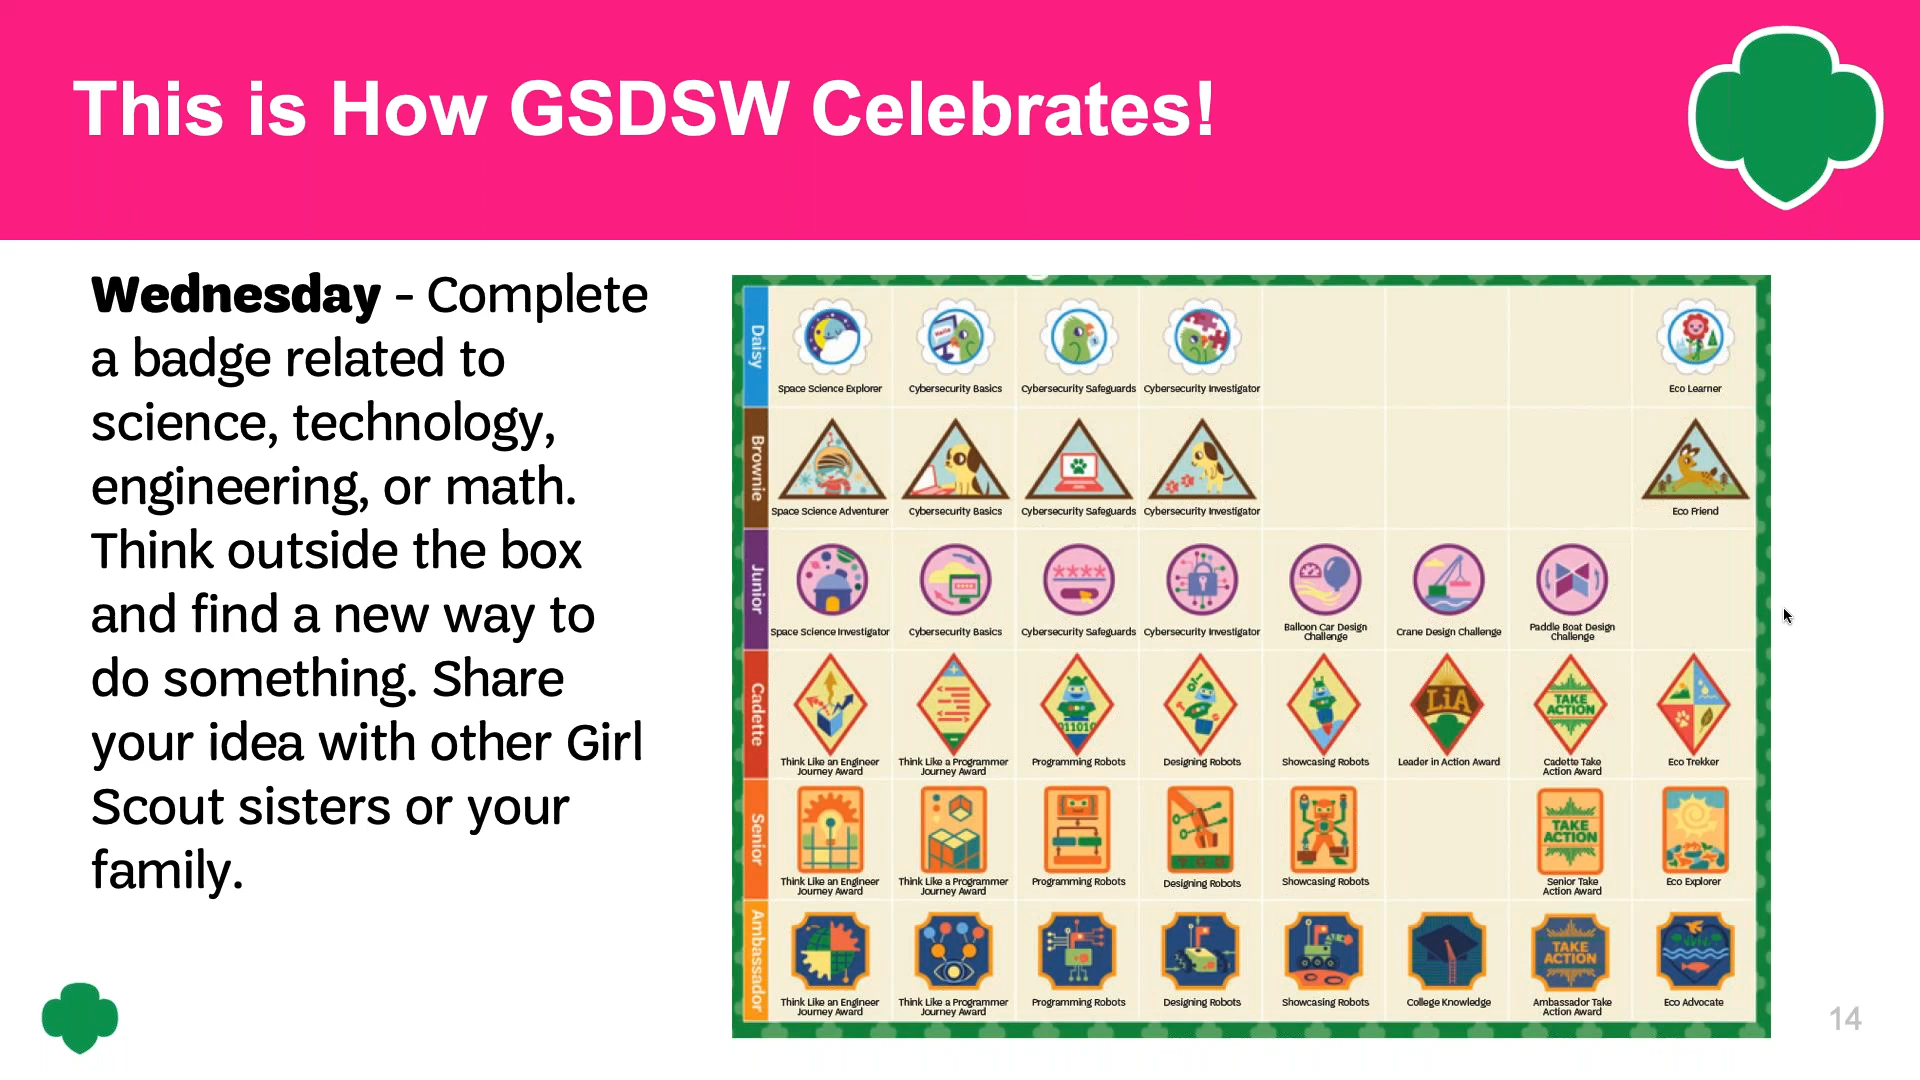 This is How GSDSW Celebrates!
Wednesday - Complete
a badge related to
science, technology,
engineering, or math.
Think outside the box
and find a new way to
do something. Share
your idea with other Girl
Scout sisters or your
family.
Daisy
Space Science Explorer
Cybersecurity Basics
Cybersecurity Safeguards
Cybersecurity Investigator
Eco Learner
Brownie
Space Science Adventurer
Cybersecurity Basics
Cybersecurity Safeguards
Cybersecurity Investigator
Eco Friend
Junior
****
Space Science Investigator
Cybersecurity Basics
Cybersecurity Safeguards
Cybersecurity Investigator
Balloon Car Design
Challenge
Crane Design Challenge
Paddle Boat Design
Challenge
Cadette
011010
LiA
TAKE
ACTION
Think Like an Engineer
Journey Award
Think Like a Programmer
Journey Award
Programming Robots
Designing Robots
Showcasing Robots
Leader in Action Award
Cadette Take
Action Award
Eco Trekker
Senior
TAKE
ACTION
Think Like an Engineer
Journey Award
Think Like a Programmer
Journey Award
Programming Robots
Designing Robots
Showcasing Robots
Senior Take
Action Award
Eco Explorer
Ambassador
TAKE
ACTION
Think Like an Engineer
Journey Award
Think Like a Programmer
Journey Award
Programming Robots
Designing Robots
Showcasing Robots
College Knowledge
Ambassador Take
Action Award
Eco Advocate
14